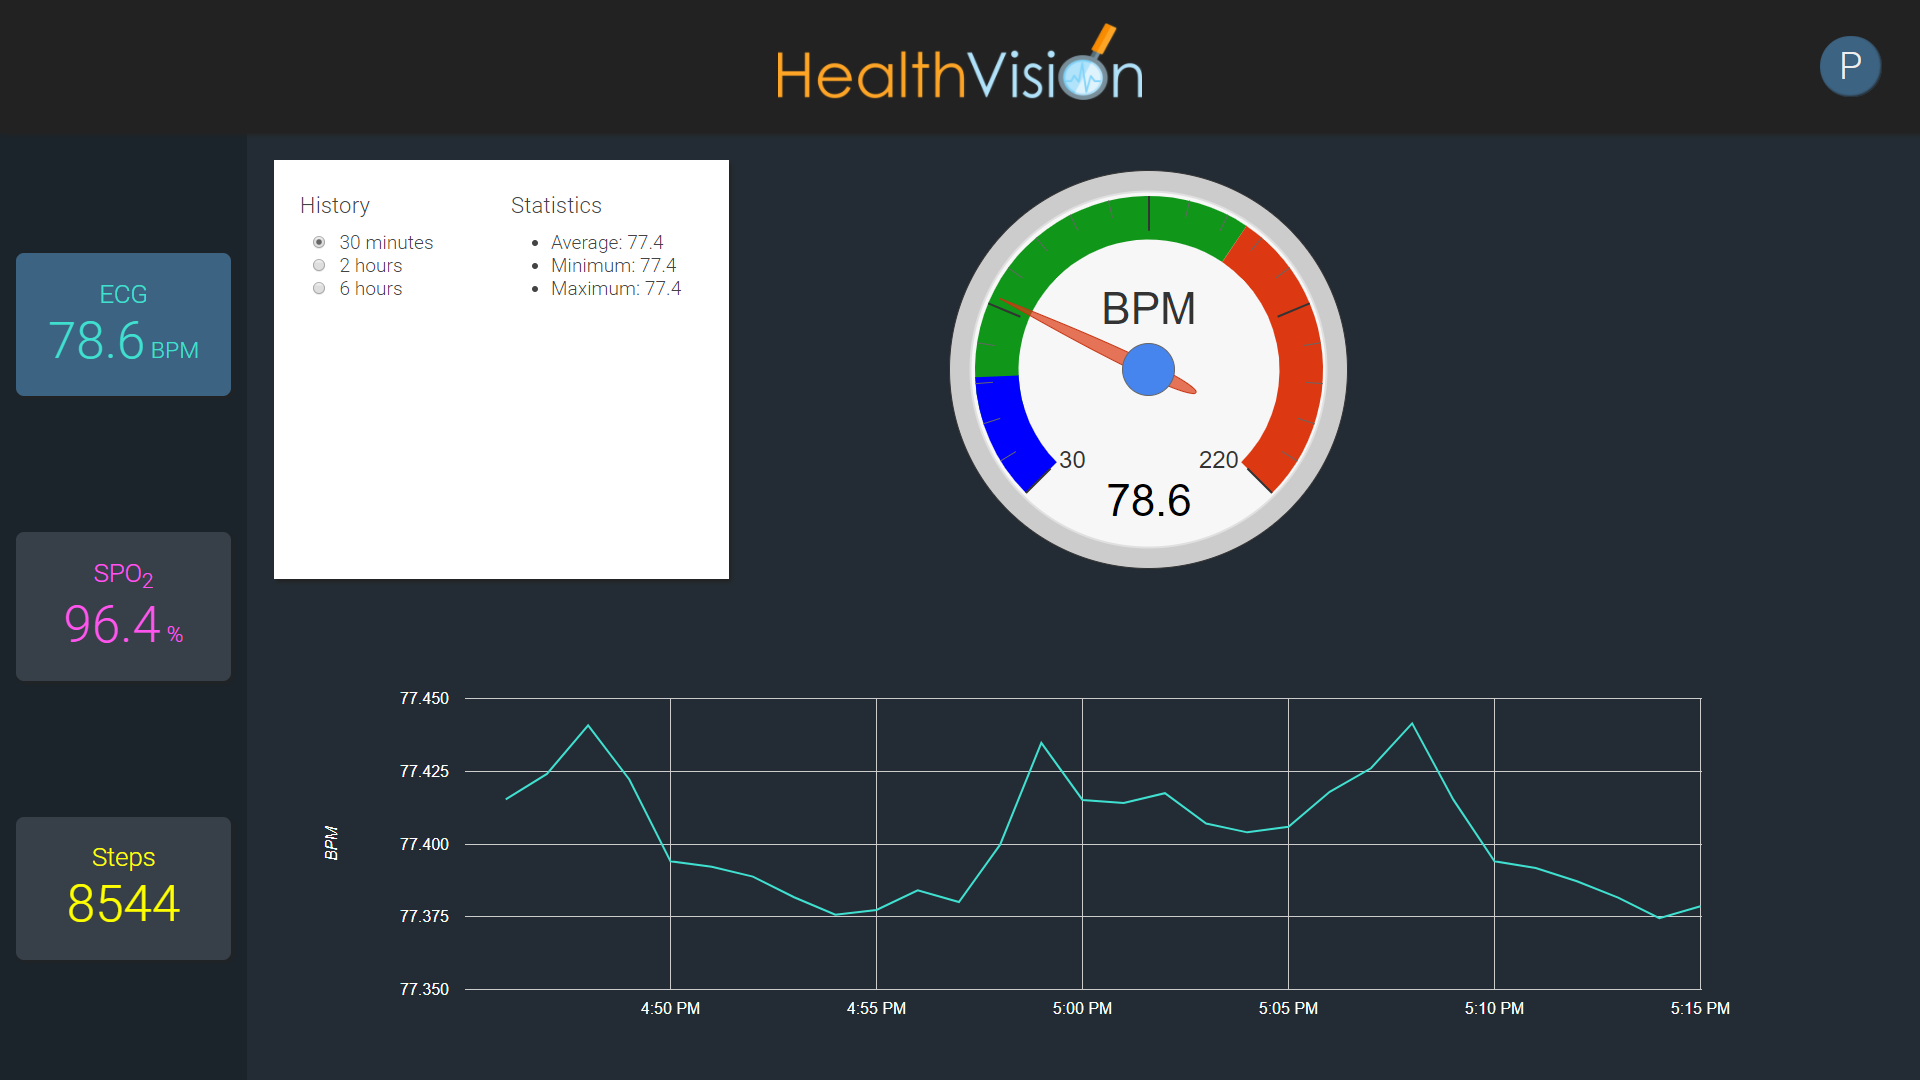 HealthVision
P
ECG
78.6 BPM
SPO2
96.4 %
Steps
8544
History
30 minutes
2 hours
6 hours
Statistics
Average: 77.4
Minimum: 77.4
Maximum: 77.4
BPM
30
220
78.6
BPM
77.450
77.425
77.400
77.375
77.350
4:50 PM
4:55 PM
5:00 PM
5:05 PM
5:10 PM
5:15 PM